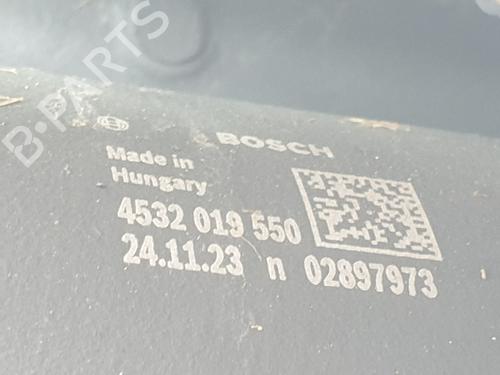 B-PARTS
BOSCH
Made in
Hungary
4532 019 550
24.11.23 n 02897973